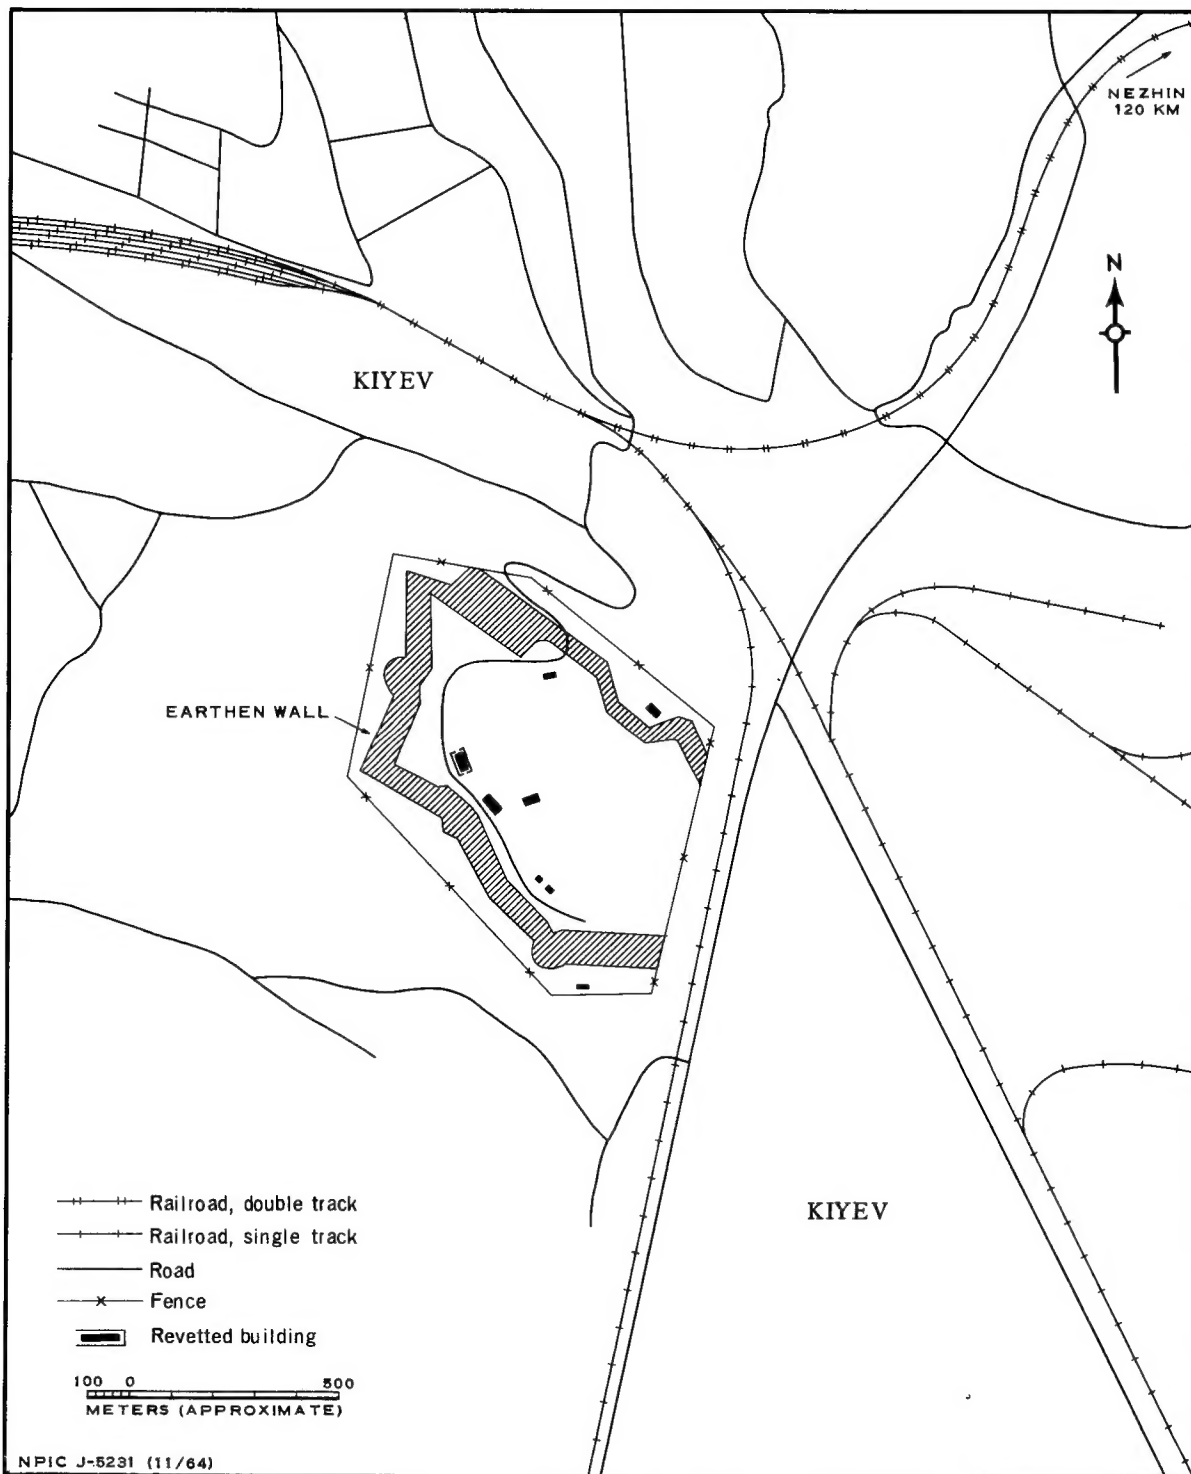 NEZHIN
120 KM
N
KIYEV
EARTHEN WALL
KIYEV
Railroad, double track
Railroad, single track
Road
Fence
Revetted building
100 0 500
METERS (APPROXIMATE)
NPIC J-5231 (11/64)